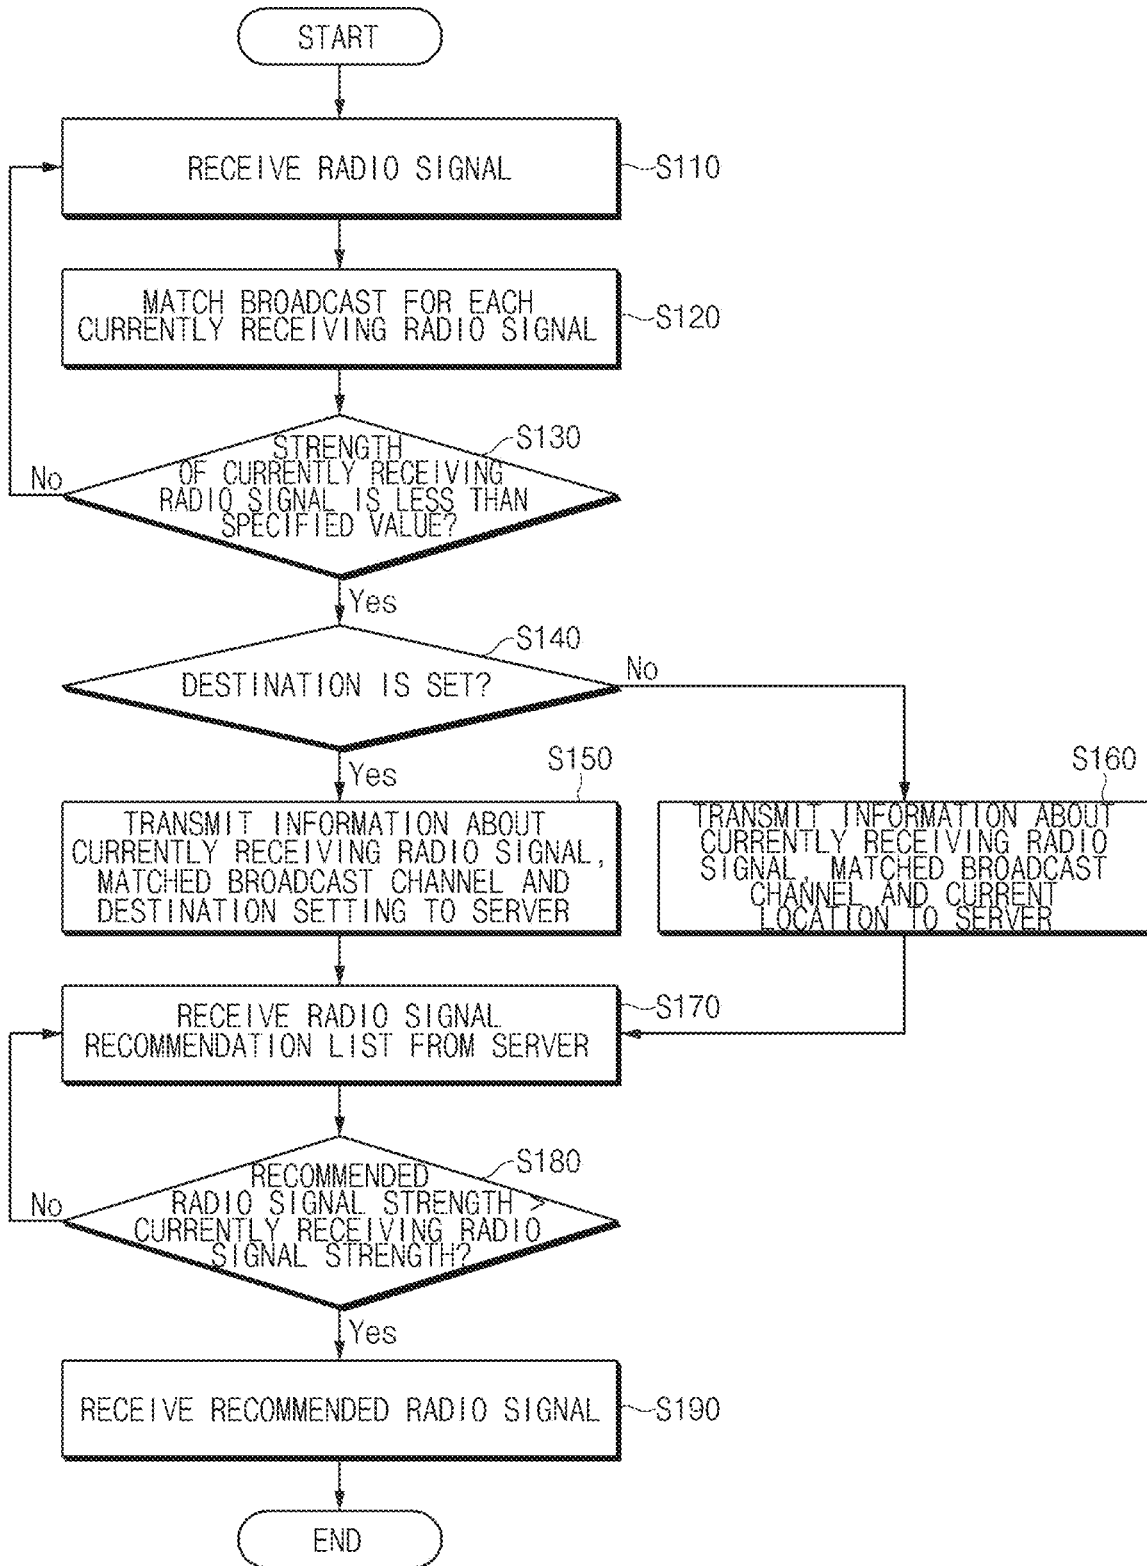 START
RECEIVE RADIO SIGNAL
S110
MATCH BROADCAST FOR EACH
CURRENTLY RECEIVING RADIO SIGNAL
S120
S130
STRENGTH
OF CURRENTLY RECEIVING
RADIO SIGNAL IS LESS THAN
SPECIFIED VALUE?
No
Yes
S140
DESTINATION IS SET?
No
Yes
S150
TRANSMIT INFORMATION ABOUT
CURRENTLY RECEIVING RADIO SIGNAL,
MATCHED BROADCAST CHANNEL AND
DESTINATION SETTING TO SERVER
S160
TRANSMIT INFORMATION ABOUT
CURRENTLY RECEIVING RADIO
SIGNAL, MATCHED BROADCAST
CHANNEL AND CURRENT
LOCATION TO SERVER
RECEIVE RADIO SIGNAL
RECOMMENDATION LIST FROM SERVER
S170
S180
RECOMMENDED
RADIO SIGNAL STRENGTH >
CURRENTLY RECEIVING RADIO
SIGNAL STRENGTH?
No
Yes
RECEIVE RECOMMENDED RADIO SIGNAL
S190
END